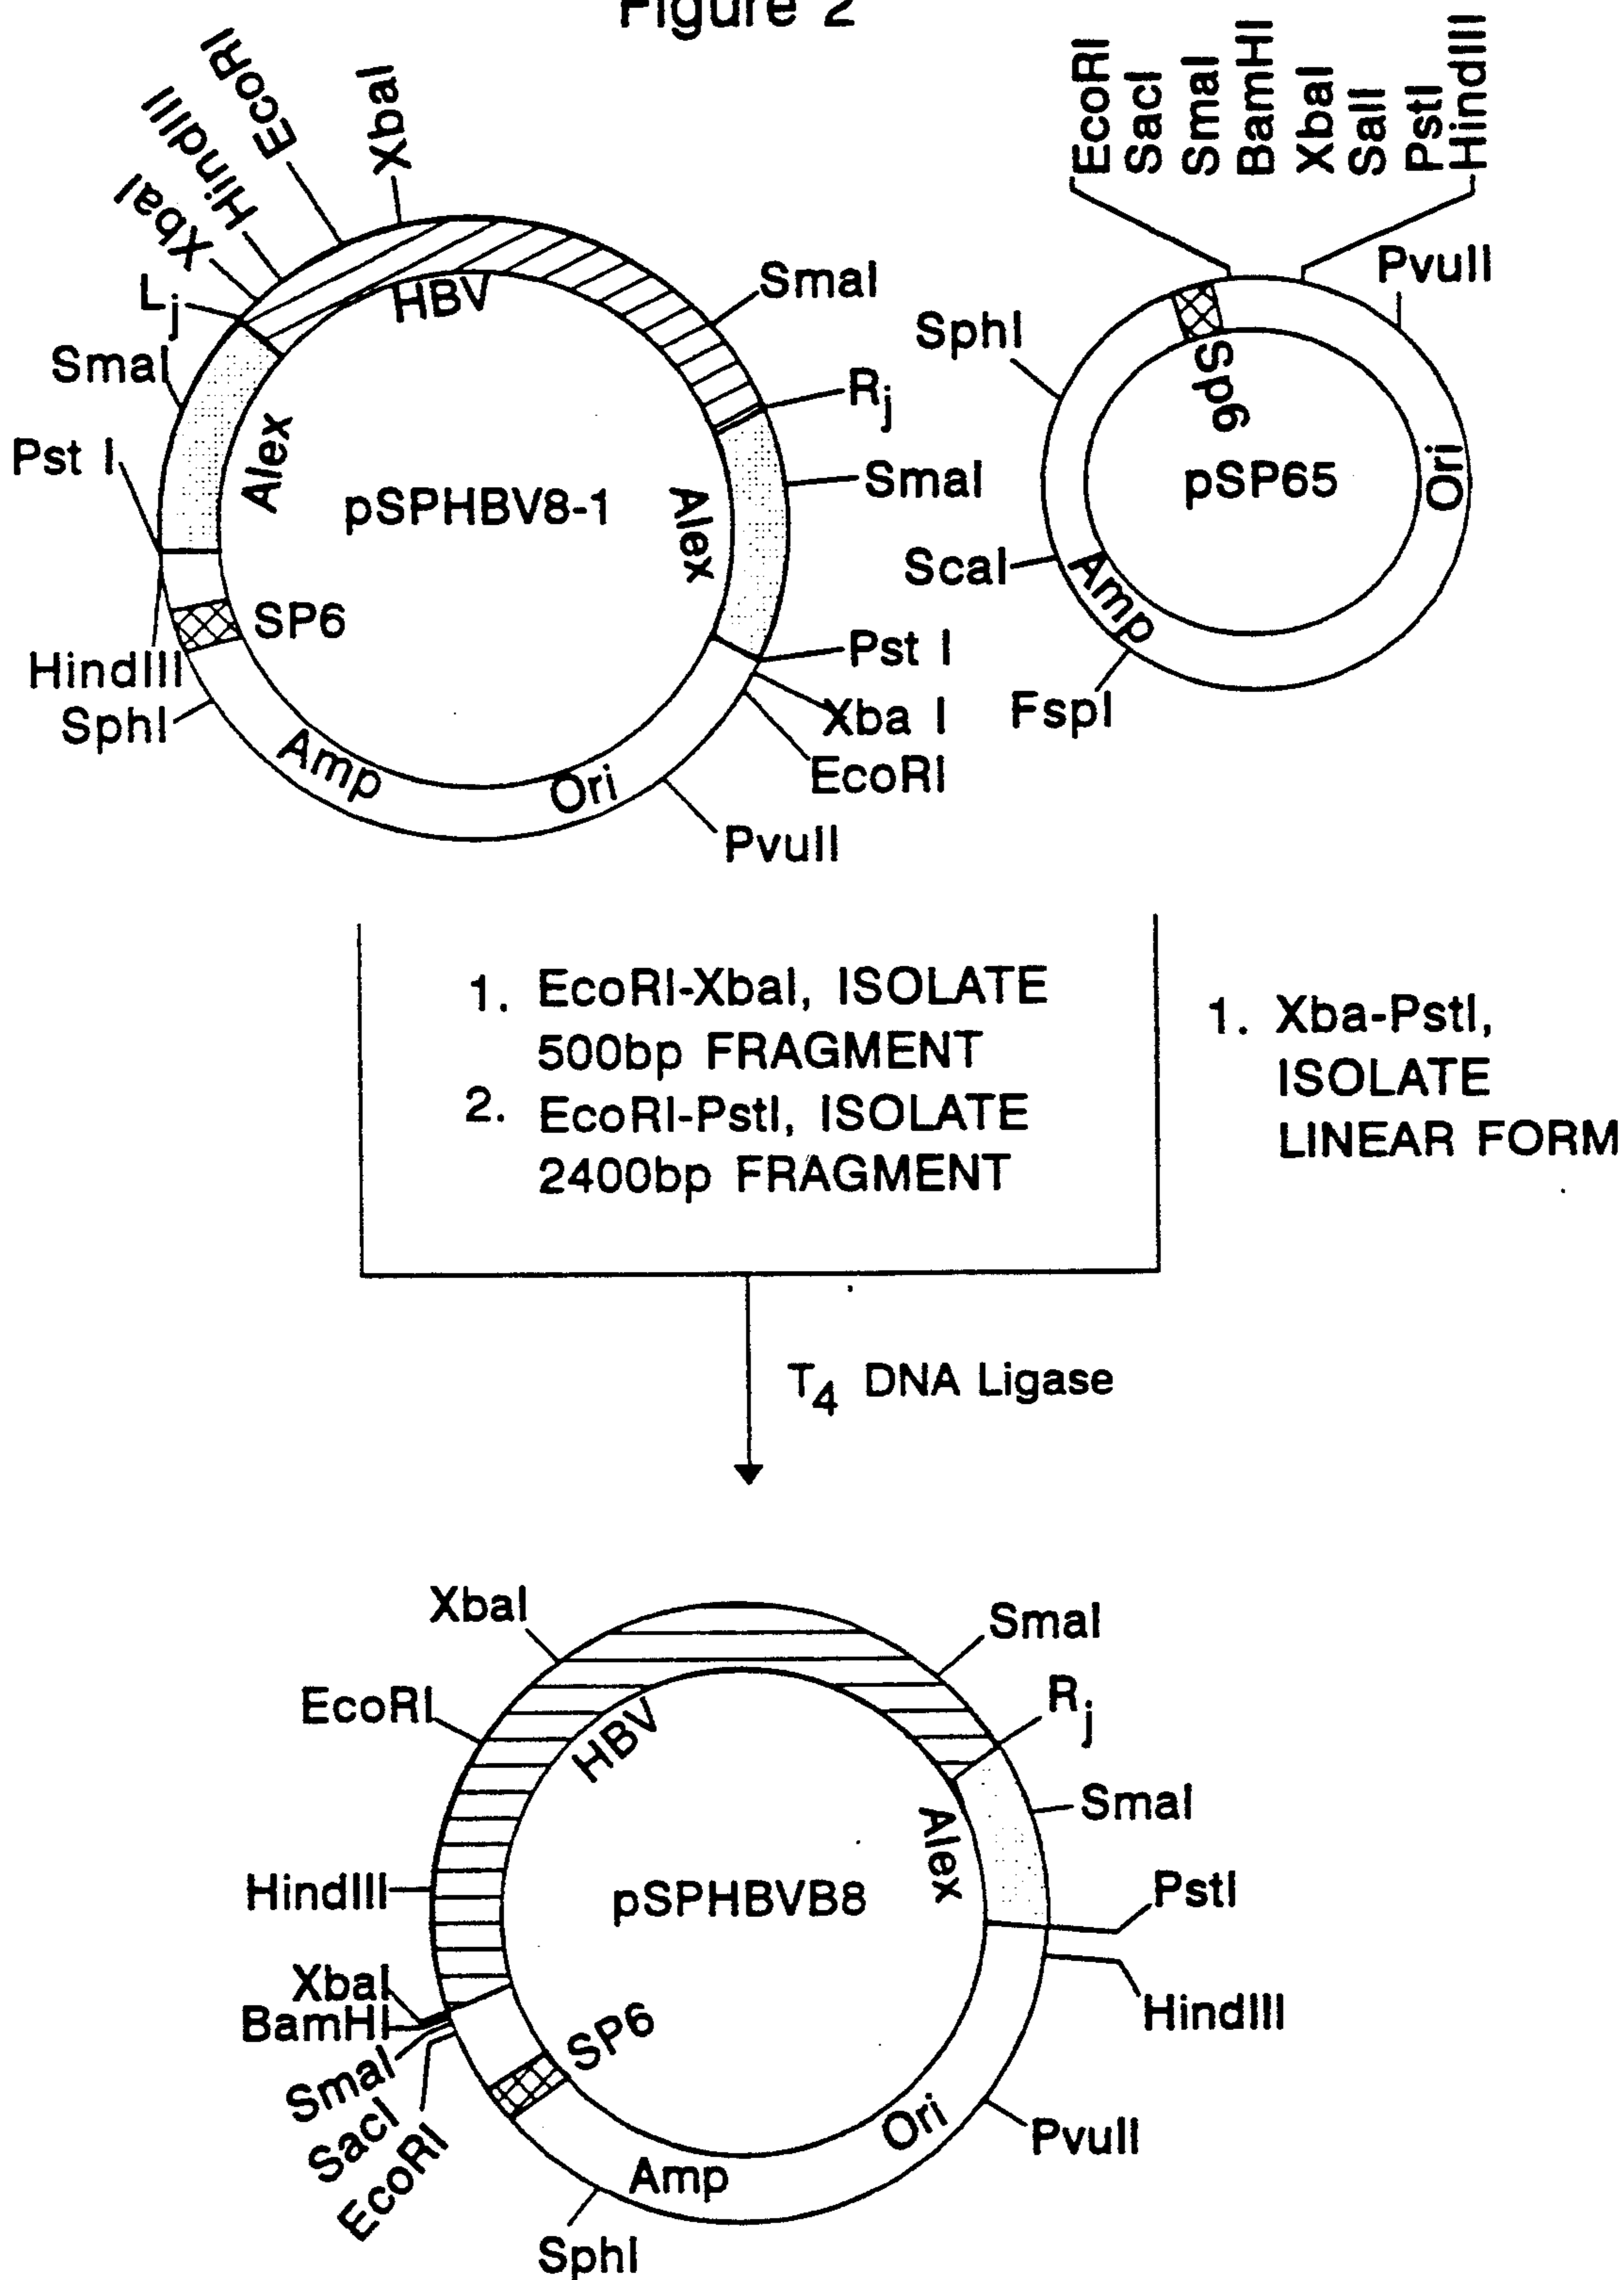 Figure 2
EcoRI
SacI
SmaI
BamHI
XbaI
SalI
PstI
HindIII
XbaI
EcoRI
HindIII
XbaI
Lj
SmaI
Pst I
HindIII
SphI
SmaI
Rj
SmaI
Pst I
Xba I
EcoRI
PvuII
HBV
Alex
pSPHBV8-1
Alex
SP6
Amp
Ori
PvuII
SphI
Sp6
pSP65
Ori
ScaI
Amp
FspI
1. EcoRI-XbaI, ISOLATE
500bp FRAGMENT
2. EcoRI-PstI, ISOLATE
2400bp FRAGMENT
1. Xba-PstI,
ISOLATE
LINEAR FORM
T4 DNA Ligase
XbaI
SmaI
EcoRI
Rj
HBV
SmaI
Alex
HindIII
pSPHBVB8
PstI
XbaI
BamHI
HindIII
SmaI
SP6
SacI
EcoRI
Ori
PvuII
Amp
SphI